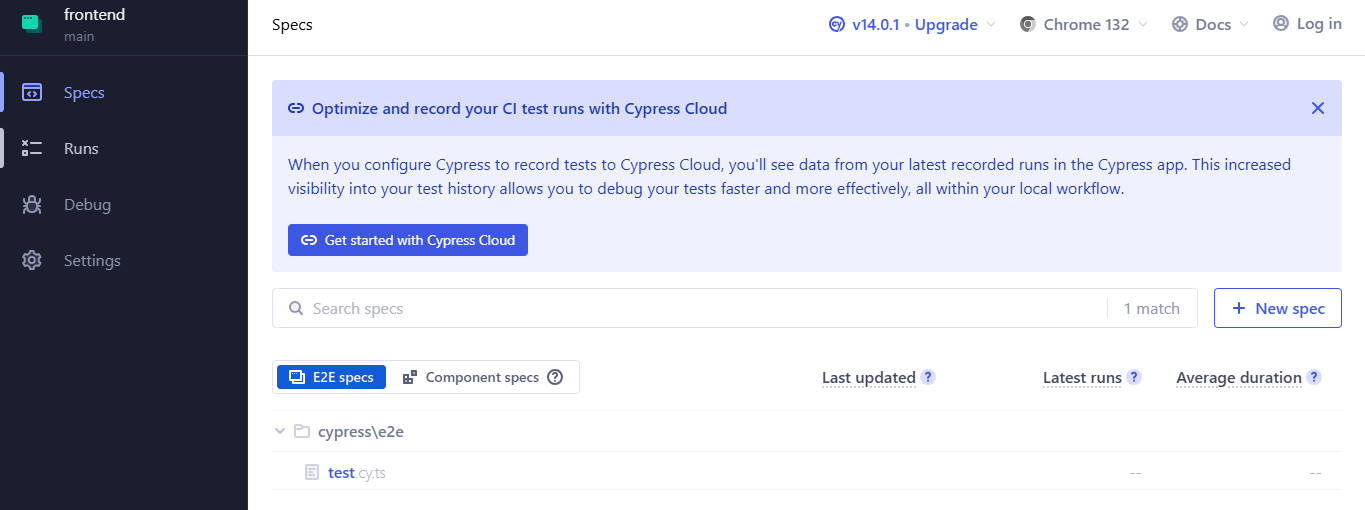 frontend
main
Specs
Runs
Debug
Settings
Specs
v14.0.1 • Upgrade
Chrome 132
Docs
Log in
Optimize and record your CI test runs with Cypress Cloud
When you configure Cypress to record tests to Cypress Cloud, you'll see data from your latest recorded runs in the Cypress app. This increased
visibility into your test history allows you to debug your tests faster and more effectively, all within your local workflow.
Get started with Cypress Cloud
Search specs
1 match
+ New spec
E2E specs
Component specs ?
Last updated ?
Latest runs ?
Average duration ?
cypress\e2e
test.cy.ts
--
--